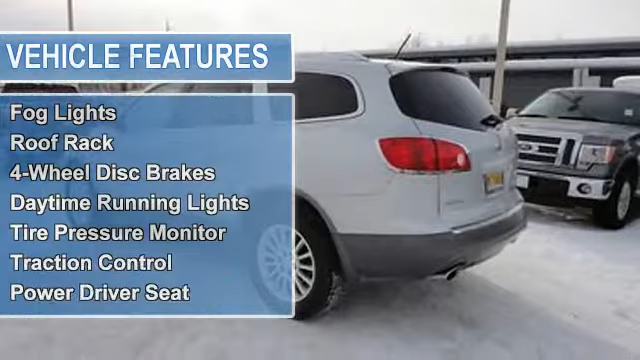 VEHICLE FEATURES
Fog Lights
Roof Rack
4-Wheel Disc Brakes
Daytime Running Lights
Tire Pressure Monitor
Traction Control
Power Driver Seat